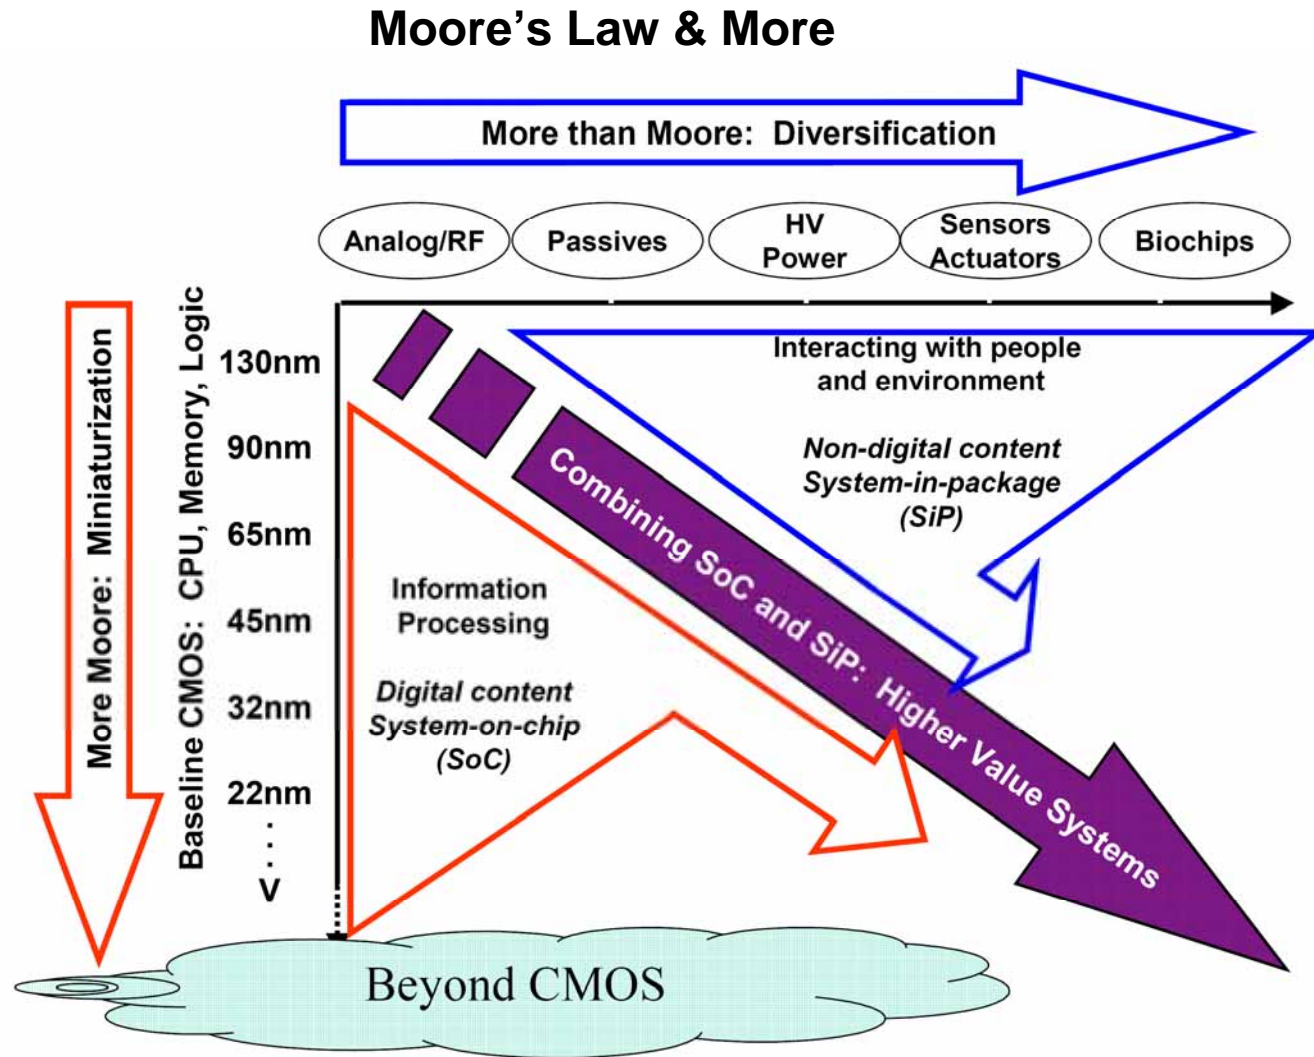 Moore's Law & More
More than Moore: Diversification
Analog/RF
Passives
HV
Power
Sensors
Actuators
Biochips
More Moore: Miniaturization
Baseline CMOS: CPU, Memory, Logic
130nm
90nm
65nm
45nm
32nm
22nm
.
.
.
V
Interacting with people
and environment
Non-digital content
System-in-package
(SiP)
Combining SoC and SiP: Higher Value Systems
Information
Processing
Digital content
System-on-chip
(SoC)
Beyond CMOS